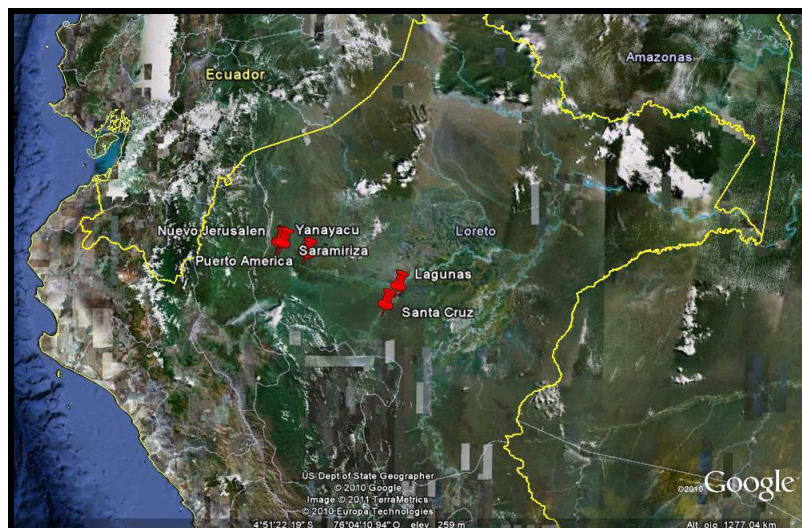 Ecuador
Amazonas
Nuevo Jerusalen
Yanayacu
Loreto
Saramiriza
Puerto America
Lagunas
Santa Cruz
US Dept of State Geographer
© 2010 Google
Image © 2011 TerraMetrics
© 2010 Europa Technologies
©2010 Google
4°51'22.19" S 76°04'10.94" O elev. 259 m
Alt. ojo 1277.04 km